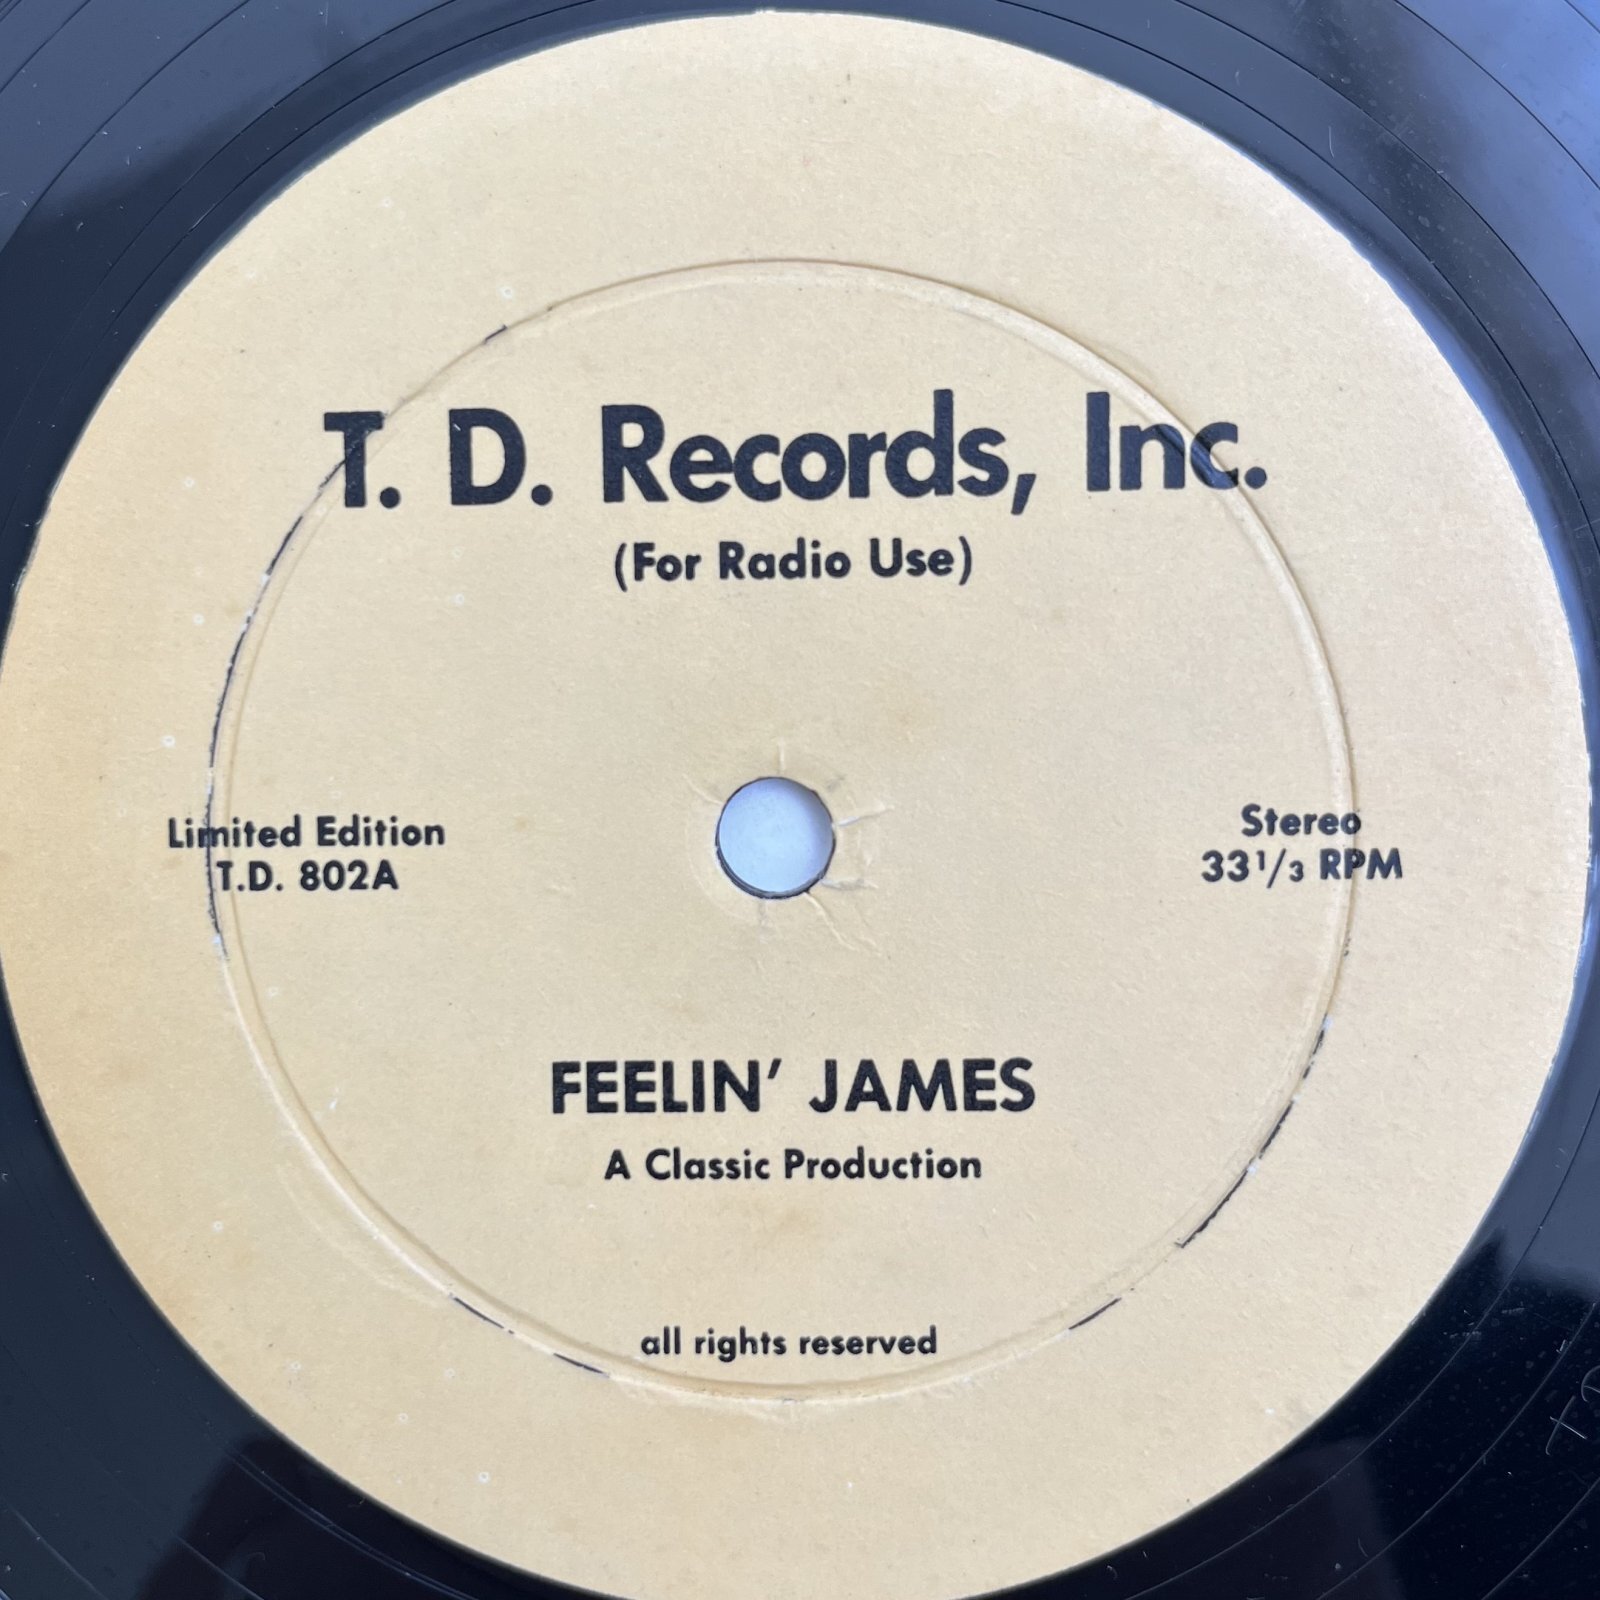 T. D. Records, Inc.
(For Radio Use)
Limited Edition
T.D. 802A
Stereo
33 1/3 RPM
FEELIN' JAMES
A Classic Production
all rights reserved